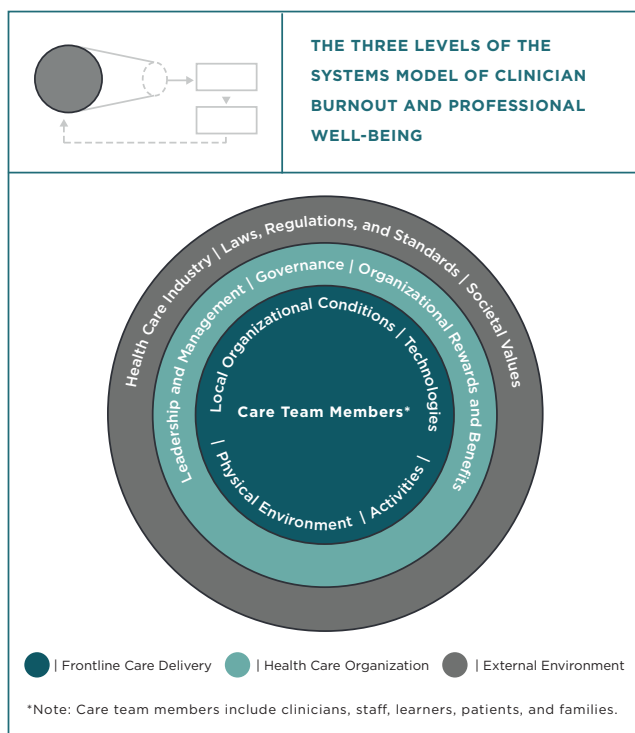 THE THREE LEVELS OF THE
SYSTEMS MODEL OF CLINICIAN
BURNOUT AND PROFESSIONAL
WELL-BEING
Health Care Industry | Laws, Regulations, and Standards | Societal Values
Leadership and Management | Governance | Organizational Rewards and Benefits
Local Organizational Conditions | Technologies
Care Team Members*
| Physical Environment | Activities |
| Frontline Care Delivery | Health Care Organization | External Environment
*Note: Care team members include clinicians, staff, learners, patients, and families.